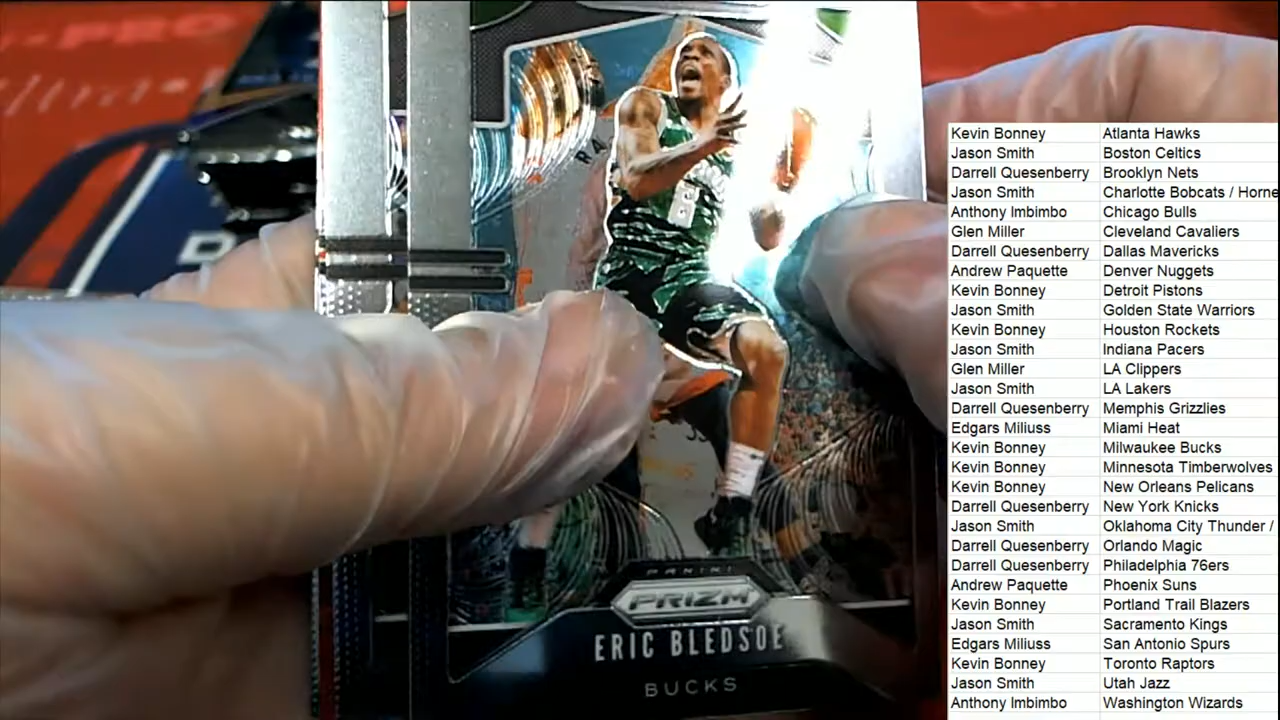 PANINI
PRIZM
ERIC BLEDSOE
BUCKS
Kevin Bonney Atlanta Hawks
Jason Smith Boston Celtics
Darrell Quesenberry Brooklyn Nets
Jason Smith Charlotte Bobcats / Horne
Anthony Imbimbo Chicago Bulls
Glen Miller Cleveland Cavaliers
Darrell Quesenberry Dallas Mavericks
Andrew Paquette Denver Nuggets
Kevin Bonney Detroit Pistons
Jason Smith Golden State Warriors
Kevin Bonney Houston Rockets
Jason Smith Indiana Pacers
Glen Miller LA Clippers
Jason Smith LA Lakers
Darrell Quesenberry Memphis Grizzlies
Edgars Miliuss Miami Heat
Kevin Bonney Milwaukee Bucks
Kevin Bonney Minnesota Timberwolves
Kevin Bonney New Orleans Pelicans
Darrell Quesenberry New York Knicks
Jason Smith Oklahoma City Thunder /
Darrell Quesenberry Orlando Magic
Darrell Quesenberry Philadelphia 76ers
Andrew Paquette Phoenix Suns
Kevin Bonney Portland Trail Blazers
Jason Smith Sacramento Kings
Edgars Miliuss San Antonio Spurs
Kevin Bonney Toronto Raptors
Jason Smith Utah Jazz
Anthony Imbimbo Washington Wizards